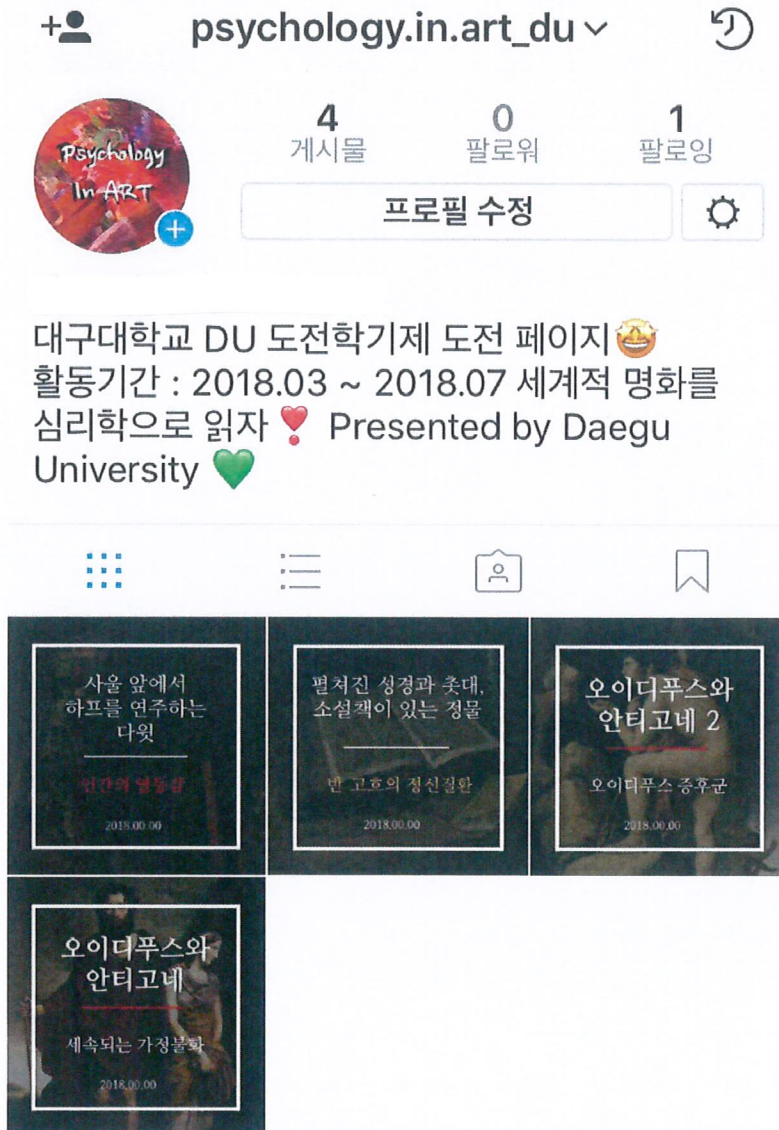 psychology.in.art_du
4
0
1
게시물
팔로워
팔로잉
Psychology
In ART
프로필 수정
대구대학교 DU 도전학기제 도전 페이지🤩
활동기간 : 2018.03 ~ 2018.07 세계적 명화를
심리학으로 읽자❣️ Presented by Daegu
University 💚
사울 앞에서
하프를 연주하는
다윗
인간의 열등감
2018.00.00
펼쳐진 성경과 촛대,
소설책이 있는 정물
반 고흐의 정신질환
2018.00.00
오이디푸스와
안티고네 2
오이디푸스 증후군
2018.00.00
오이디푸스와
안티고네
세속되는 가정불화
2018.00.00